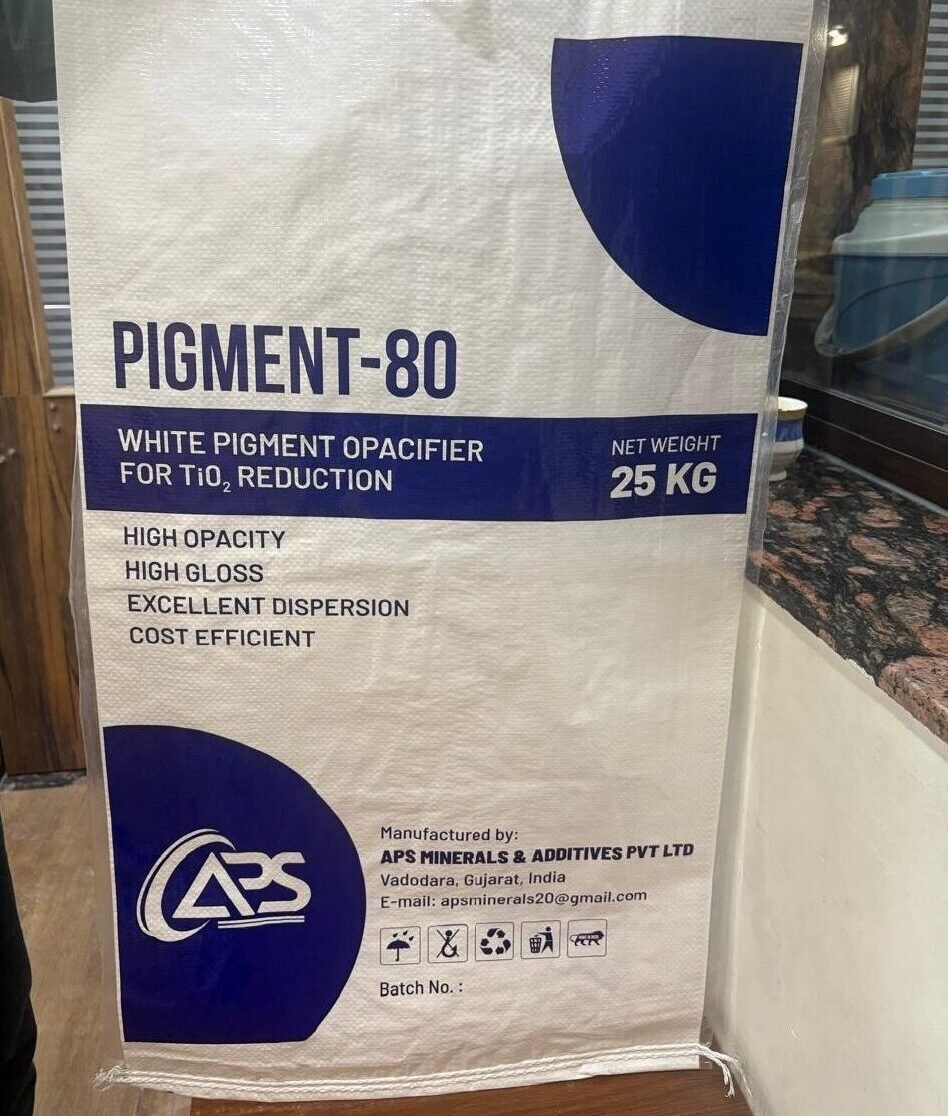 PIGMENT-80
WHITE PIGMENT OPACIFIER
FOR TiO₂ REDUCTION
NET WEIGHT
25 KG
HIGH OPACITY
HIGH GLOSS
EXCELLENT DISPERSION
COST EFFICIENT
APS
Manufactured by:
APS MINERALS & ADDITIVES PVT LTD
Vadodara, Gujarat, India
E-mail: apsminerals20@gmail.com
Batch No. :